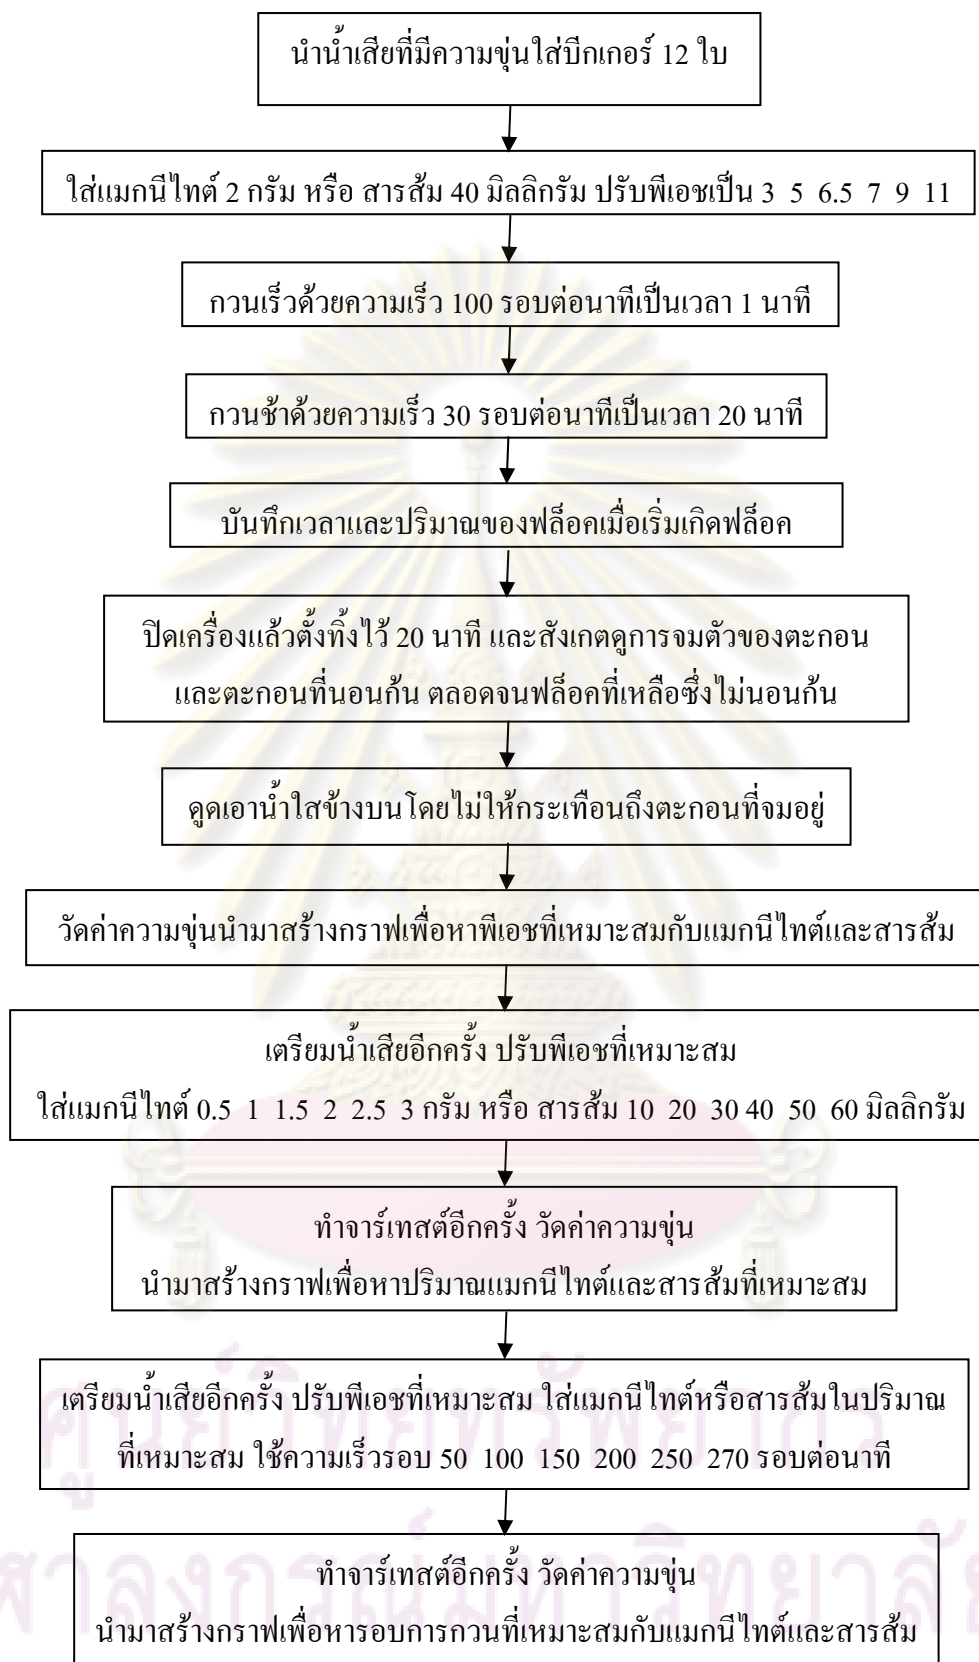 นำน้ำเสียที่มีความขุ่นใส่บีกเกอร์ 12 ใบ
ใส่แมกนีไทต์ 2 กรัม หรือ สารส้ม 40 มิลลิกรัม ปรับพีเอชเป็น 3 5 6.5 7 9 11
กวนเร็วด้วยความเร็ว 100 รอบต่อนาทีเป็นเวลา 1 นาที
กวนช้าด้วยความเร็ว 30 รอบต่อนาทีเป็นเวลา 20 นาที
บันทึกเวลาและปริมาณของฟล็อคเมื่อเริ่มเกิดฟล็อค
ปิดเครื่องแล้วตั้งทิ้งไว้ 20 นาที และสังเกตดูการจมตัวของตะกอน
และตะกอนที่นอนก้น ตลอดจนฟล็อคที่เหลือซึ่งไม่นอนก้น
ดูดเอาน้ำใสข้างบนโดยไม่ให้กระเทือนถึงตะกอนที่จมอยู่
วัดค่าความขุ่นนำมาสร้างกราฟเพื่อหาพีเอชที่เหมาะสมกับแมกนีไทต์และสารส้ม
เตรียมน้ำเสียอีกครั้ง ปรับพีเอชที่เหมาะสม
ใส่แมกนีไทต์ 0.5 1 1.5 2 2.5 3 กรัม หรือ สารส้ม 10 20 30 40 50 60 มิลลิกรัม
ทำจาร์เทสต์อีกครั้ง วัดค่าความขุ่น
นำมาสร้างกราฟเพื่อหาปริมาณแมกนีไทต์และสารส้มที่เหมาะสม
เตรียมน้ำเสียอีกครั้ง ปรับพีเอชที่เหมาะสม ใส่แมกนีไทต์หรือสารส้มในปริมาณ
ที่เหมาะสม ใช้ความเร็วรอบ 50 100 150 200 250 270 รอบต่อนาที
ศูนย์วิทยทรัพยากร
ทำจาร์เทสต์อีกครั้ง วัดค่าความขุ่น
นำมาสร้างกราฟเพื่อหารอบการกวนที่เหมาะสมกับแมกนีไทต์และสารส้ม
ฬาลงกรณ์มหาวิทยาลัย